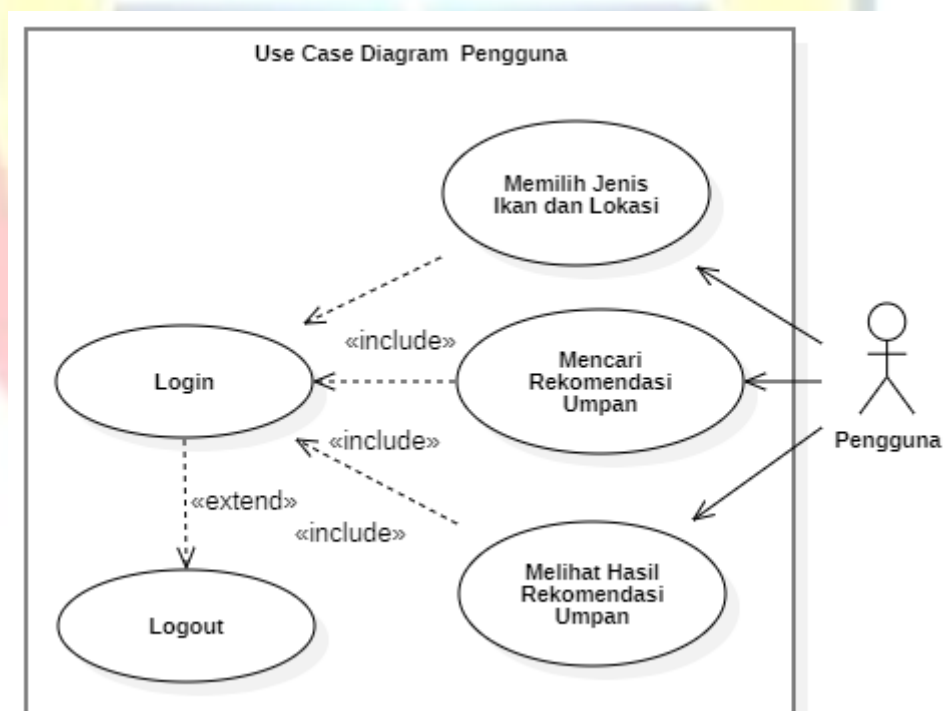 Use Case Diagram Pengguna
Memilih Jenis
Ikan dan Lokasi
«include»
Login
Mencari
Rekomendasi
Umpan
Pengguna
«include»
«extend»
«include»
Melihat Hasil
Rekomendasi
Umpan
Logout